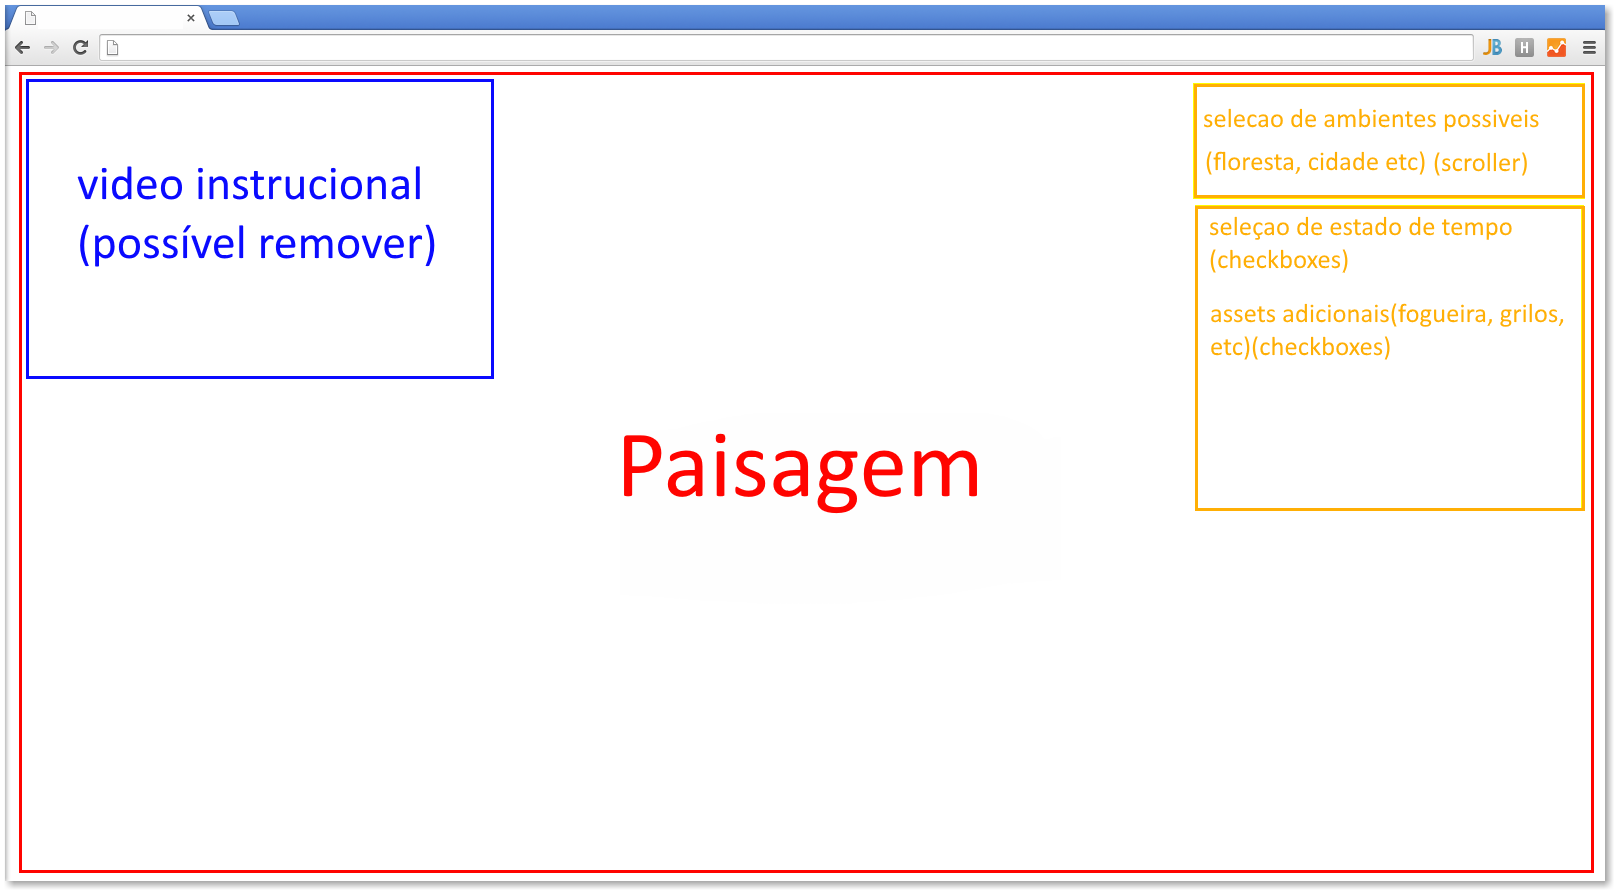 JB
H
video instrucional
(possível remover)
selecao de ambientes possiveis
(floresta, cidade etc) (scroller)
seleçao de estado de tempo
(checkboxes)
assets adicionais(fogueira, grilos,
etc)(checkboxes)
Paisagem